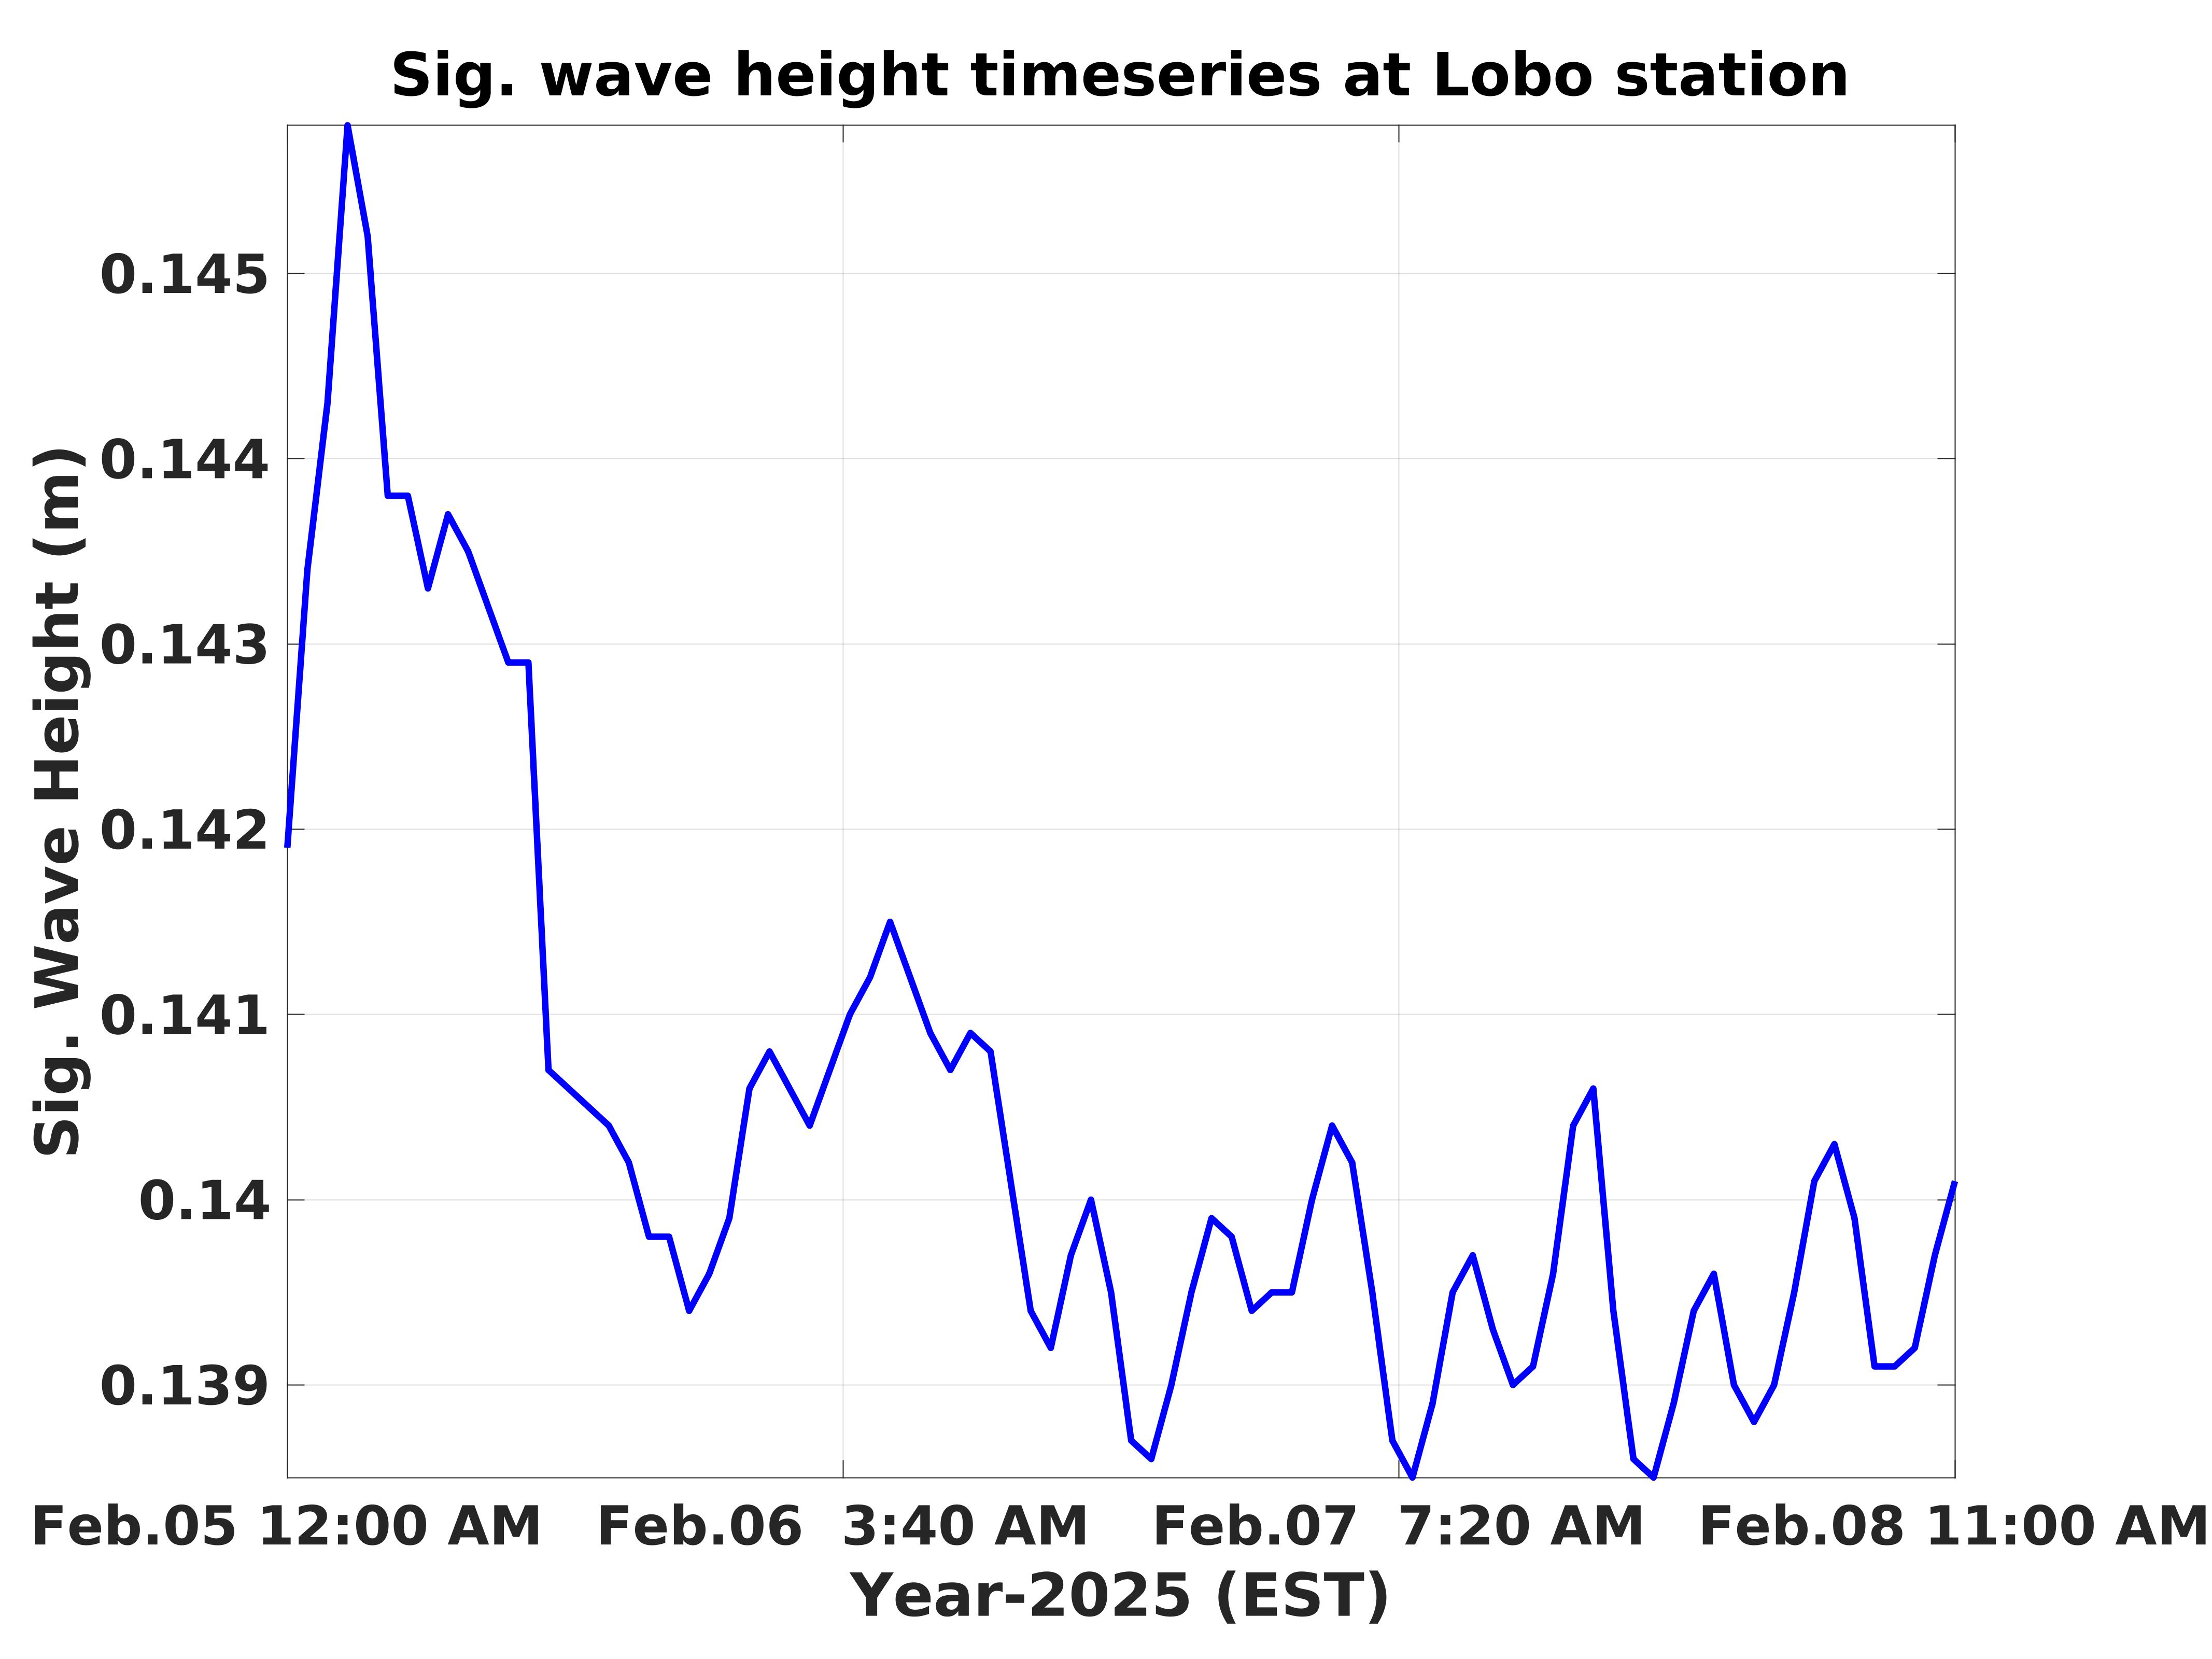 Sig. wave height timeseries at Lobo station
Sig. Wave Height (m)
0.145
0.144
0.143
0.142
0.141
0.14
0.139
Feb.05 12:00 AM Feb.06 3:40 AM Feb.07 7:20 AM Feb.08 11:00 AM
Year-2025 (EST)